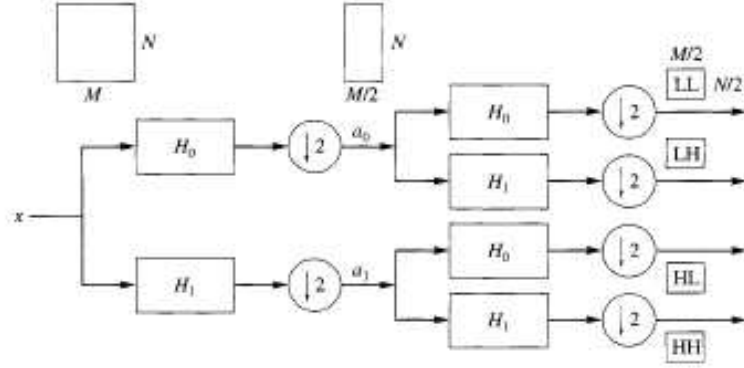 N
N
M
M/2
M/2
LL
N/2
H₀
↓ 2
a₀
H₀
↓ 2
LH
H₁
↓ 2
x
H₁
↓ 2
a₁
H₀
↓ 2
HL
H₁
↓ 2
HH